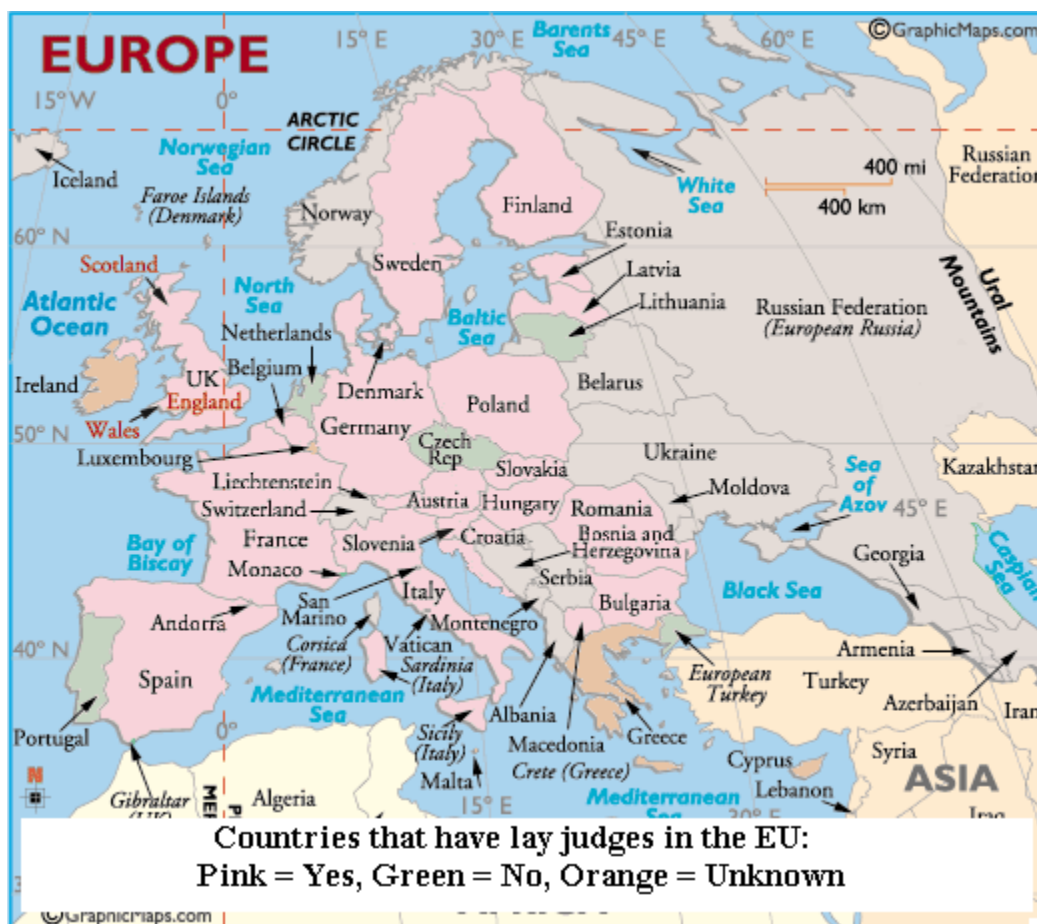 ©GraphicMaps.com
EUROPE
15° W
0°
15° E
30° E
Barents
Sea
45° E
60° E
ARCTIC
CIRCLE
Norwegian
Sea
Iceland
Faroe Islands
(Denmark)
Norway
Finland
White
Sea
400 mi
400 km
Russian
Federation
60° N
Scotland
Sweden
Estonia
Latvia
Lithuania
Ural
Mountains
Atlantic
Ocean
North
Sea
Netherlands
Belgium
Baltic
Sea
Russian Federation
(European Russia)
Ireland
UK
England
Wales
Denmark
Belarus
Poland
50° N
Luxembourg
Germany
Czech
Rep
Slovakia
Ukraine
Kazakhstan
Liechtenstein
Switzerland
Austria
Hungary
Romania
Moldova
Sea
of
Azov
45° E
Bay of
Biscay
France
Slovenia
Croatia
Bosnia and
Herzegovina
Georgia
Caspian
Sea
Monaco
Serbia
Andorra
San
Marino
Italy
Montenegro
Bulgaria
Black Sea
40° N
Spain
Corsica
(France)
Vatican
Sardinia
(Italy)
European
Turkey
Armenia
Turkey
Azerbaijan
Iran
Mediterranean
Sea
Portugal
0°
Sicily
(Italy)
Albania
Macedonia
Greece
Crete (Greece)
Cyprus
Syria
N
Malta
Lebanon
ASIA
Gibraltar
(UK)
Algeria
15° E
Mediterranean
Sea
30° E
Iraq
Countries that have lay judges in the EU:
Pink = Yes, Green = No, Orange = Unknown
©GraphicMaps.com